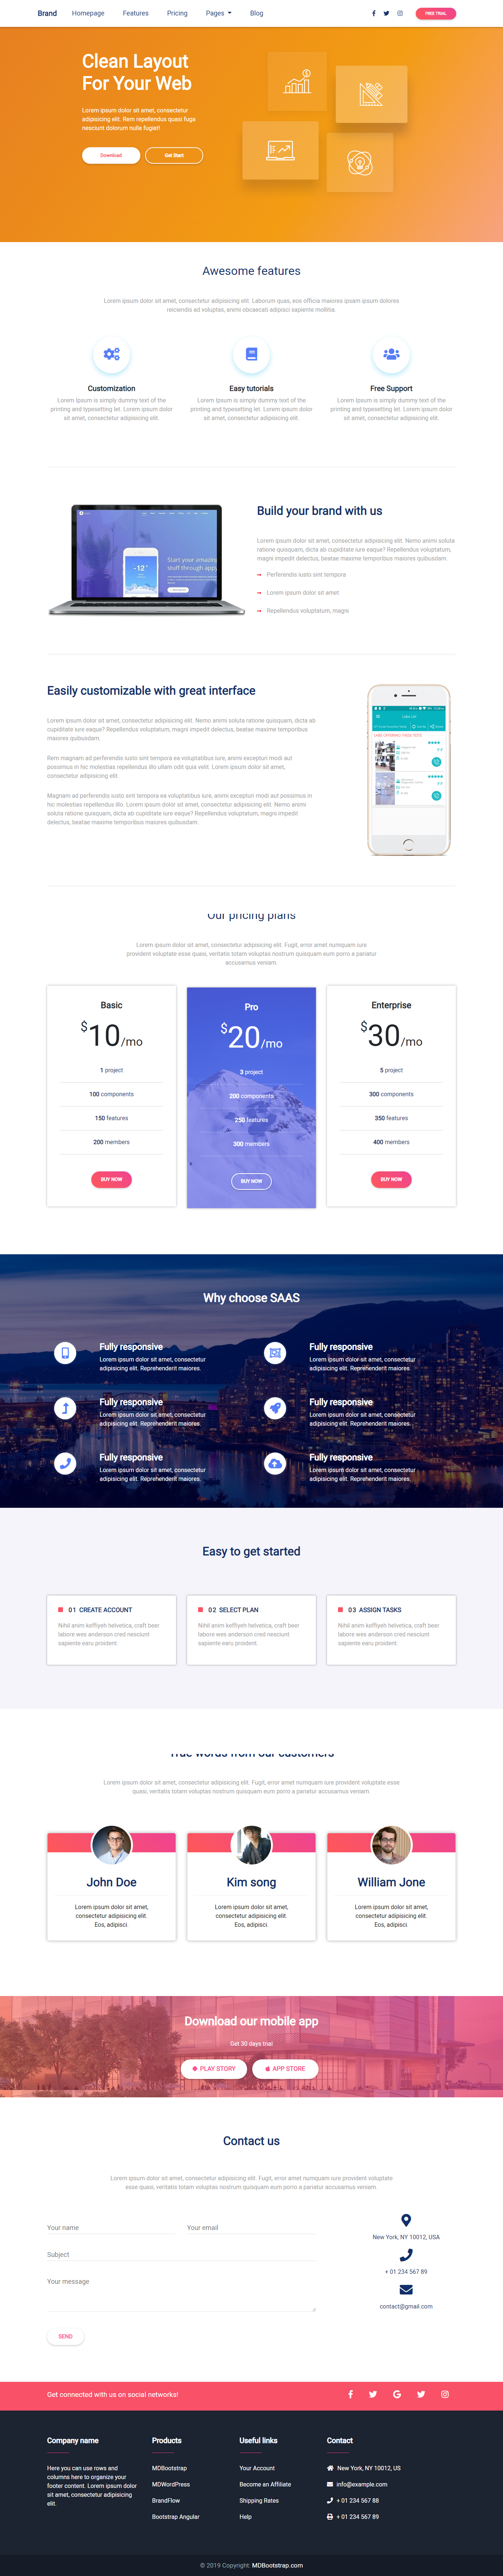 Brand Homepage Features Pricing Pages Blog FREE TRIAL
Clean Layout
For Your Web
Lorem ipsum dolor sit amet, consectetur
adipisicing elit. Rem repellendus quasi fuga
nesciunt dolorum nulla fugiat!
Download Get Start
Awesome features
Lorem ipsum dolor sit amet, consectetur adipisicing elit. Laborum quas, eos officia maiores ipsam ipsum dolores
reiciendis ad voluptas, animi obcaecati adipisci sapiente mollitia.
Customization
Lorem Ipsum is simply dummy text of the
printing and typesetting let. Lorem ipsum dolor
sit amet, consectetur adipisicing elit.
Easy tutorials
Lorem Ipsum is simply dummy text of the
printing and typesetting let. Lorem ipsum dolor
sit amet, consectetur adipisicing elit.
Free Support
Lorem Ipsum is simply dummy text of the
printing and typesetting let. Lorem ipsum dolor
sit amet, consectetur adipisicing elit.
-12°
Start your amazing
stuff through app.
Build your brand with us
Lorem ipsum dolor sit amet, consectetur adipisicing elit. Nemo animi soluta
ratione quisquam, dicta ab cupiditate iure eaque? Repellendus voluptatum,
magni impedit delectus, beatae maxime temporibus maiores quibusdam.
Perferendis iusto sint tempora
Lorem ipsum dolor sit amet
Repellendus voluptatum, magni
Easily customizable with great interface
Lorem ipsum dolor sit amet, consectetur adipisicing elit. Nemo animi soluta ratione quisquam, dicta ab
cupiditate iure eaque? Repellendus voluptatum, magni impedit delectus, beatae maxime temporibus
maiores quibusdam.
Rem magnam ad perferendis iusto sint tempora ea voluptatibus iure, animi excepturi modi aut
possimus in hic molestias repellendus illo ullam odit quia velit. Lorem ipsum dolor sit amet,
consectetur adipisicing elit.
Magnam ad perferendis iusto sint tempora ea voluptatibus iure, animi excepturi modi aut possimus in
hic molestias repellendus illo. Lorem ipsum dolor sit amet, consectetur adipisicing elit. Nemo animi
soluta ratione quisquam, dicta ab cupiditate iure eaque? Repellendus voluptatum, magni impedit
delectus, beatae maxime temporibus maiores quibusdam.
Our pricing plans
Lorem ipsum dolor sit amet, consectetur adipisicing elit. Fugit, error amet numquam iure
provident voluptate esse quasi, veritatis totam voluptas nostrum quisquam eum porro a pariatur
accusamus veniam.
Basic
$10/mo
1 project
100 components
150 features
200 members
BUY NOW
Pro
$20/mo
3 project
200 components
250 features
300 members
BUY NOW
Enterprise
$30/mo
5 project
300 components
350 features
400 members
BUY NOW
Why choose SAAS
Fully responsive
Lorem ipsum dolor sit amet, consectetur
adipisicing elit. Reprehenderit maiores.
Fully responsive
Lorem ipsum dolor sit amet, consectetur
adipisicing elit. Reprehenderit maiores.
Fully responsive
Lorem ipsum dolor sit amet, consectetur
adipisicing elit. Reprehenderit maiores.
Fully responsive
Lorem ipsum dolor sit amet, consectetur
adipisicing elit. Reprehenderit maiores.
Fully responsive
Lorem ipsum dolor sit amet, consectetur
adipisicing elit. Reprehenderit maiores.
Fully responsive
Lorem ipsum dolor sit amet, consectetur
adipisicing elit. Reprehenderit maiores.
Easy to get started
01 CREATE ACCOUNT
Nihil anim keffiyeh helvetica, craft beer
labore wes anderson cred nesciunt
sapiente earu proident.
02 SELECT PLAN
Nihil anim keffiyeh helvetica, craft beer
labore wes anderson cred nesciunt
sapiente earu proident.
03 ASSIGN TASKS
Nihil anim keffiyeh helvetica, craft beer
labore wes anderson cred nesciunt
sapiente earu proident.
True words from our customers
Lorem ipsum dolor sit amet, consectetur adipisicing elit. Fugit, error amet numquam iure provident voluptate esse
quasi, veritatis totam voluptas nostrum quisquam eum porro a pariatur accusamus veniam.
John Doe
Lorem ipsum dolor sit amet,
consectetur adipisicing elit.
Eos, adipisci.
Kim song
Lorem ipsum dolor sit amet,
consectetur adipisicing elit.
Eos, adipisci.
William Jone
Lorem ipsum dolor sit amet,
consectetur adipisicing elit.
Eos, adipisci.
Download our mobile app
Get 30 days trial
PLAY STORY APP STORE
Contact us
Lorem ipsum dolor sit amet, consectetur adipisicing elit. Fugit, error amet numquam iure provident voluptate
esse quasi, veritatis totam voluptas nostrum quisquam eum porro a pariatur accusamus veniam.
Your name Your email
Subject
Your message
SEND
New York, NY 10012, USA
+ 01 234 567 89
contact@gmail.com
Get connected with us on social networks!
Company name
Here you can use rows and
columns here to organize your
footer content. Lorem ipsum dolor
sit amet, consectetur adipisicing
elit.
Products
MDBootstrap
MDWordPress
BrandFlow
Bootstrap Angular
Useful links
Your Account
Become an Affiliate
Shipping Rates
Help
Contact
New York, NY 10012, US
info@example.com
+ 01 234 567 88
+ 01 234 567 89
© 2019 Copyright: MDBootstrap.com